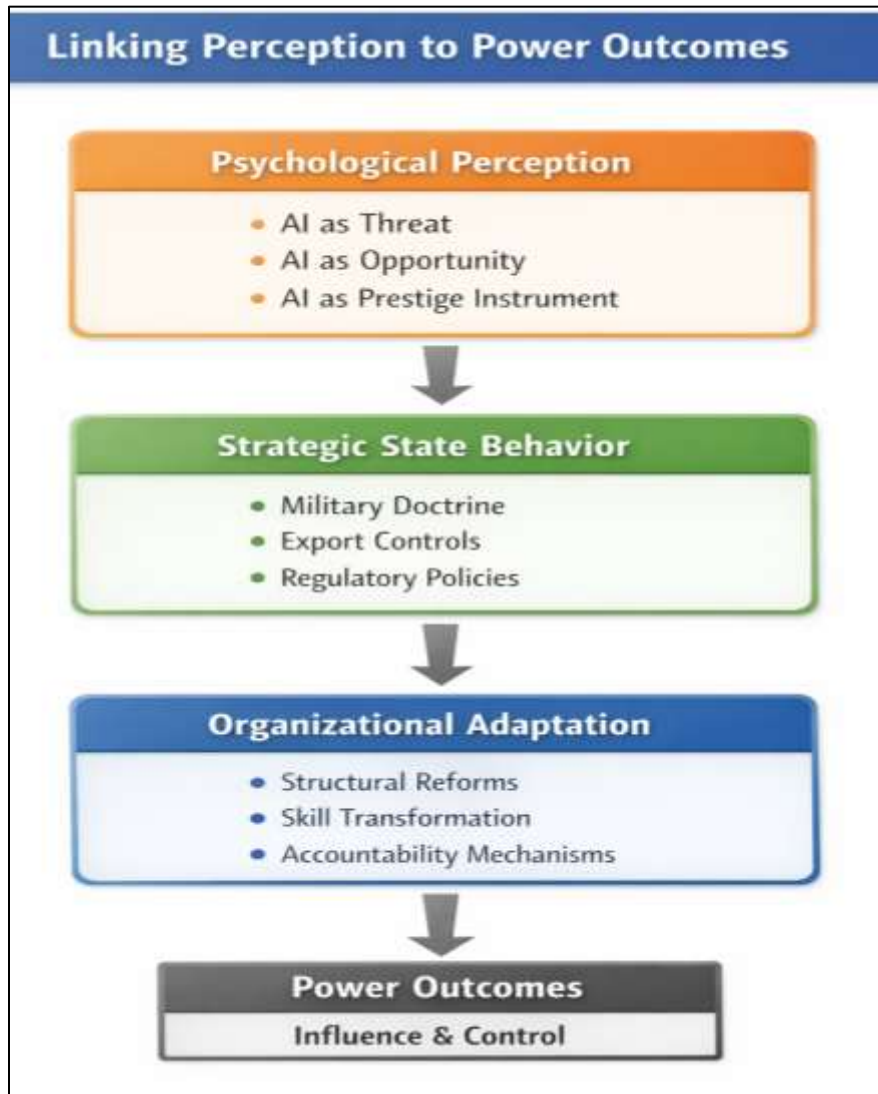 Linking Perception to Power Outcomes
Psychological Perception
• AI as Threat
• AI as Opportunity
• AI as Prestige Instrument
Strategic State Behavior
• Military Doctrine
• Export Controls
• Regulatory Policies
Organizational Adaptation
• Structural Reforms
• Skill Transformation
• Accountability Mechanisms
Power Outcomes
Influence & Control